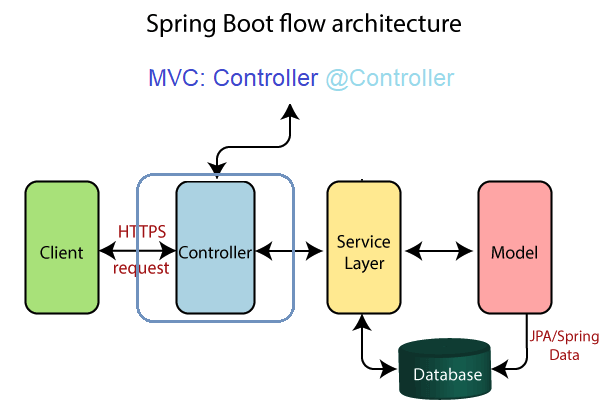 Spring Boot flow architecture
MVC: Controller @Controller
Client
HTTPS
request
Controller
Service
Layer
Model
JPA/Spring
Data
Database